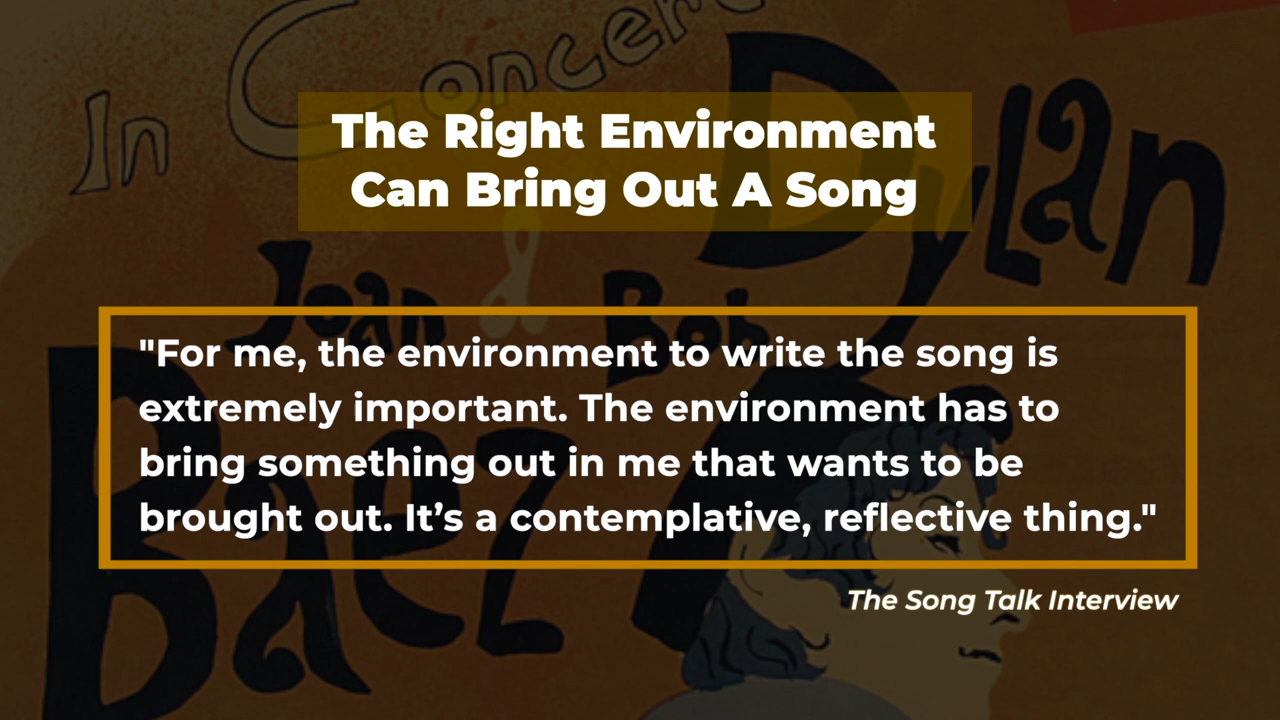 In Concert
Dylan
The Right Environment
Can Bring Out A Song
Joan & Bob
Baez
"For me, the environment to write the song is
extremely important. The environment has to
bring something out in me that wants to be
brought out. It’s a contemplative, reflective thing."
The Song Talk Interview